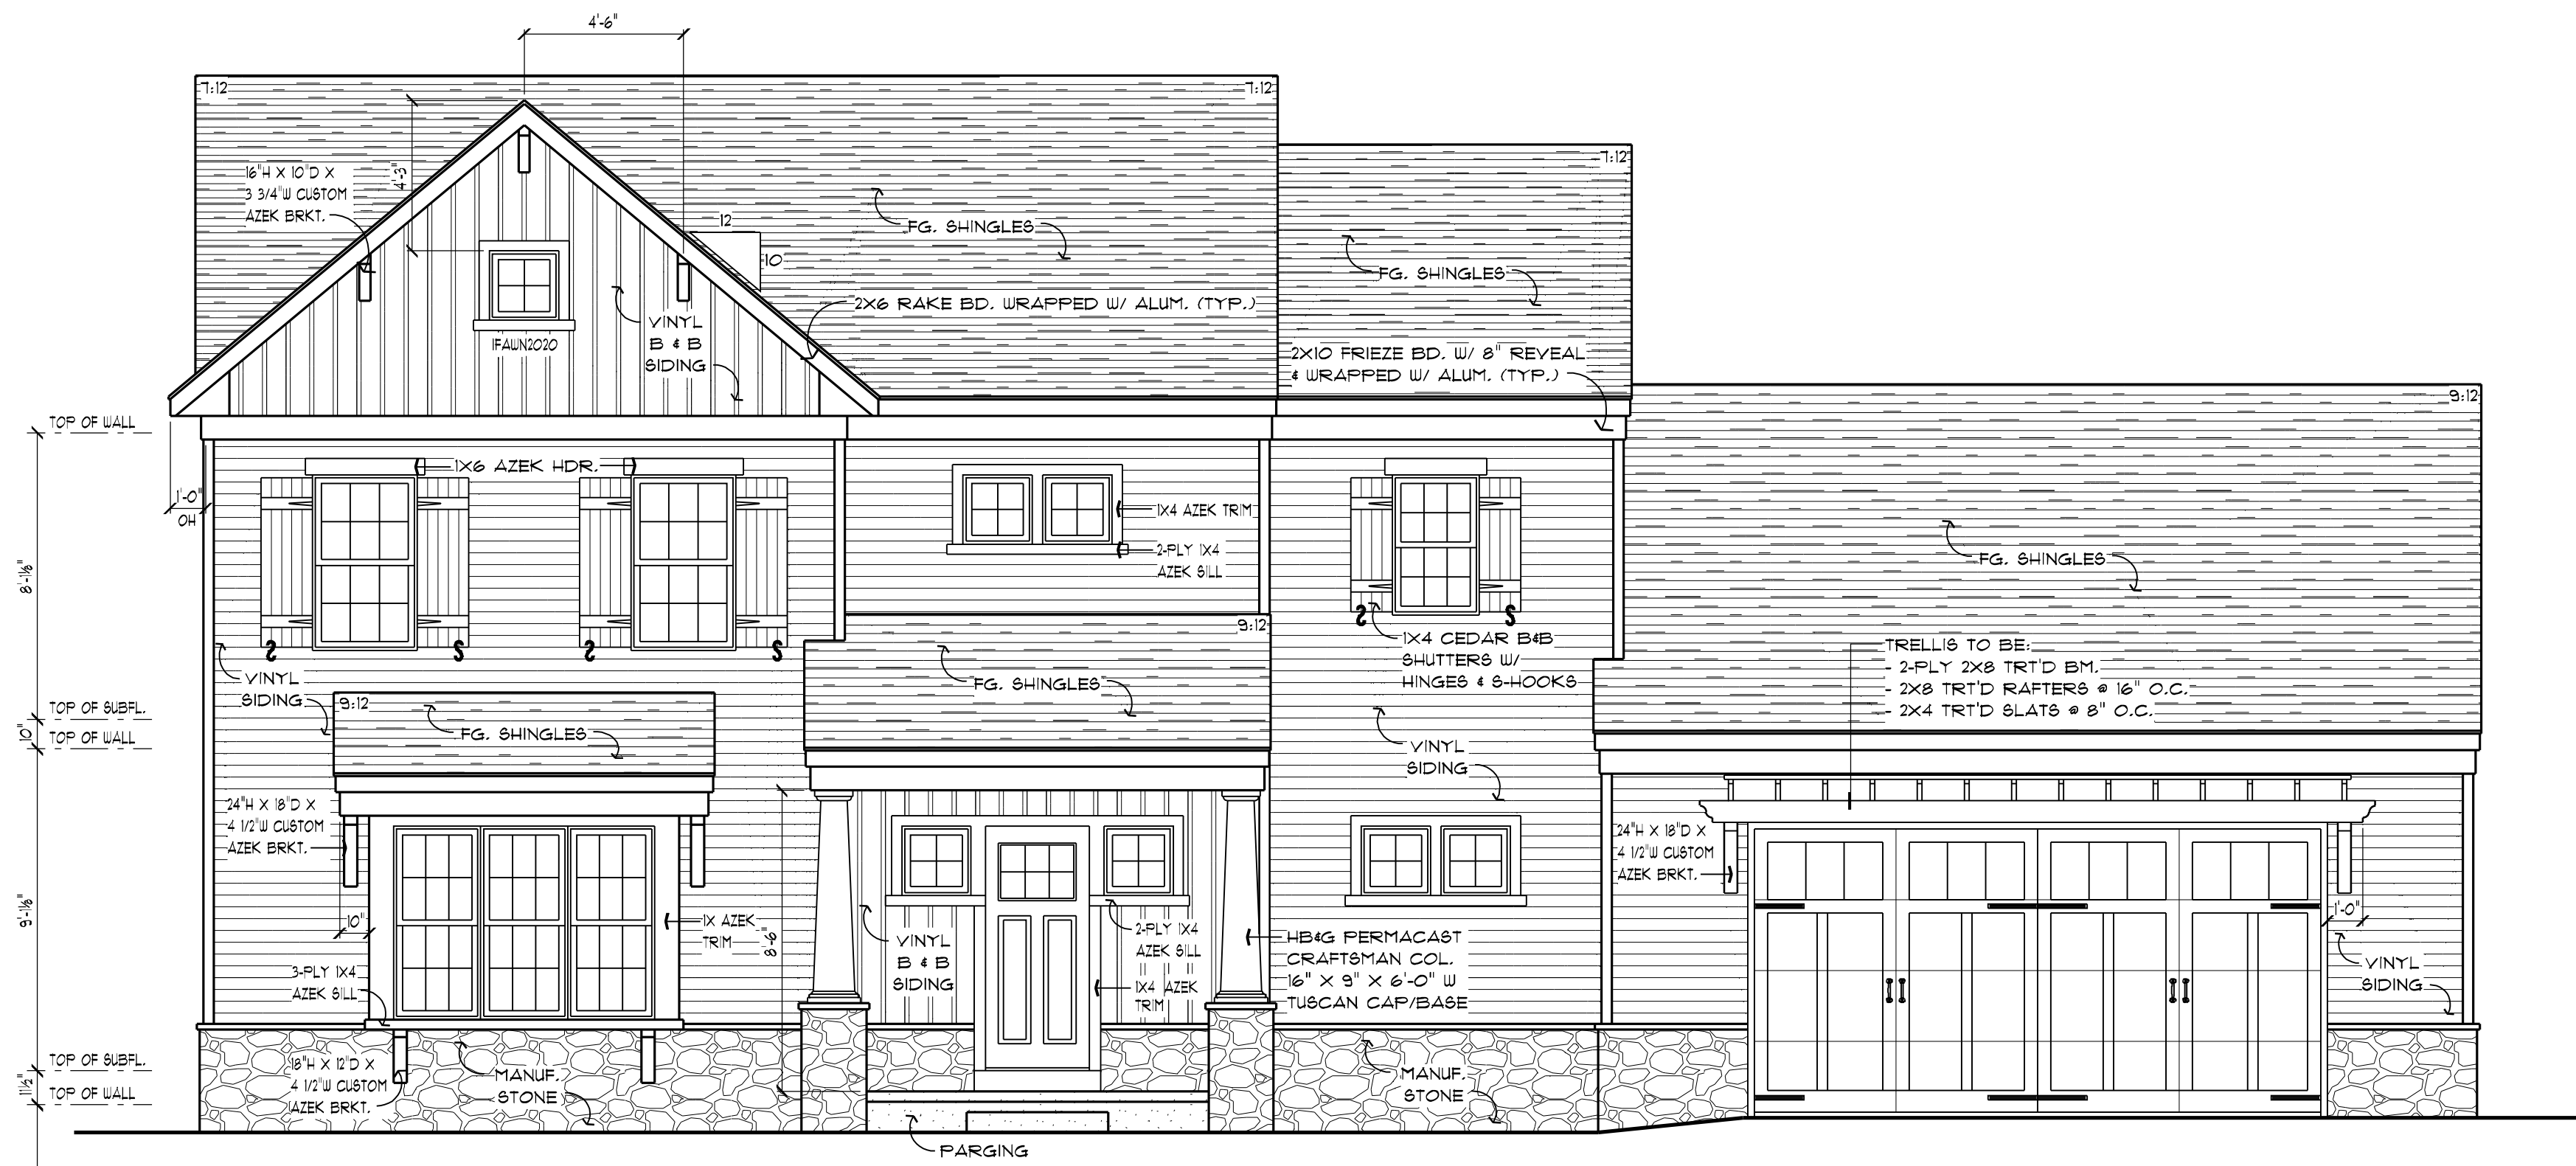 4'-6"
7:12
7:12
7:12
16"H X 10"D X
3 3/4"W CUSTOM
AZEK BRKT.
4'-3"
12
10
FG. SHINGLES
FG. SHINGLES
2X6 RAKE BD. WRAPPED W/ ALUM. (TYP.)
VINYL
B & B
SIDING
1FAWN2020
2X10 FRIEZE BD. W/ 8" REVEAL
& WRAPPED W/ ALUM. (TYP.)
9:12
TOP OF WALL
1X6 AZEK HDR.
1'-0"
OH
1X4 AZEK TRIM
2-PLY 1X4
AZEK SILL
FG. SHINGLES
8'-1 1/8"
9:12
1X4 CEDAR B&B
SHUTTERS W/
HINGES & S-HOOKS
TRELLIS TO BE:
- 2-PLY 2X8 TRT'D BM.
- 2X8 TRT'D RAFTERS @ 16" O.C.
- 2X4 TRT'D SLATS @ 8" O.C.
VINYL
SIDING
FG. SHINGLES
9:12
FG. SHINGLES
TOP OF SUBFL.
10"
TOP OF WALL
VINYL
SIDING
24"H X 18"D X
4 1/2"W CUSTOM
AZEK BRKT.
24"H X 18"D X
4 1/2"W CUSTOM
AZEK BRKT.
9'-1 1/8"
10"
1X AZEK
TRIM
8'-6"
VINYL
B & B
SIDING
2-PLY 1X4
AZEK SILL
1X4 AZEK
TRIM
HB&G PERMACAST
CRAFTSMAN COL.
16" X 9" X 6'-0" W
TUSCAN CAP/BASE
1'-0"
VINYL
SIDING
3-PLY 1X4
AZEK SILL
TOP OF SUBFL.
11 1/2"
TOP OF WALL
18"H X 12"D X
4 1/2"W CUSTOM
AZEK BRKT.
MANUF.
STONE
MANUF.
STONE
PARGING